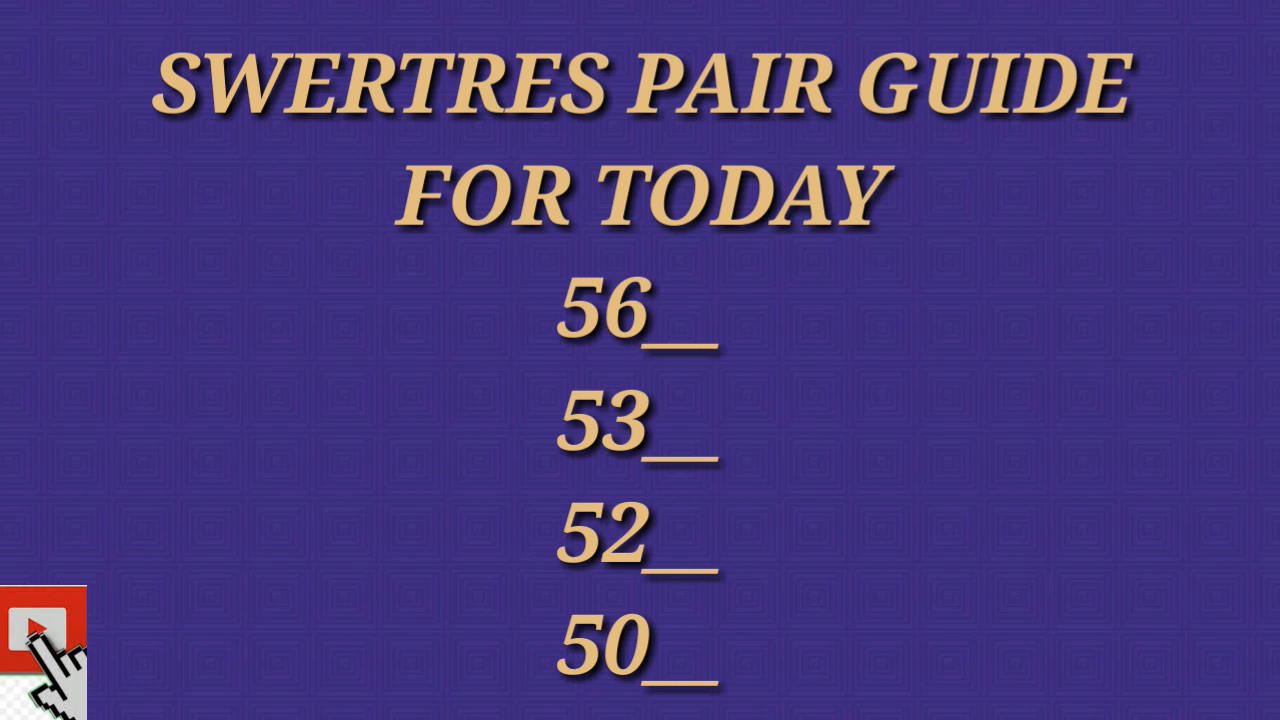 SWERTRES PAIR GUIDE
FOR TODAY
56__
53__
52__
50__